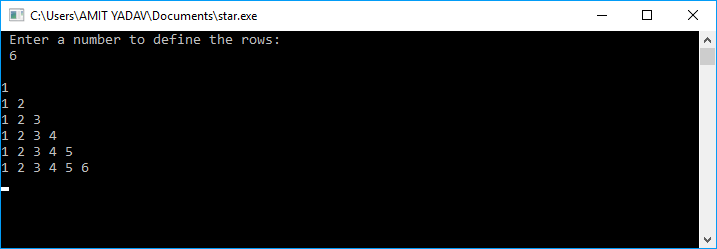 C:\Users\AMIT YADAV\Documents\star.exe
Enter a number to define the rows:
6
1
1 2
1 2 3
1 2 3 4
1 2 3 4 5
1 2 3 4 5 6